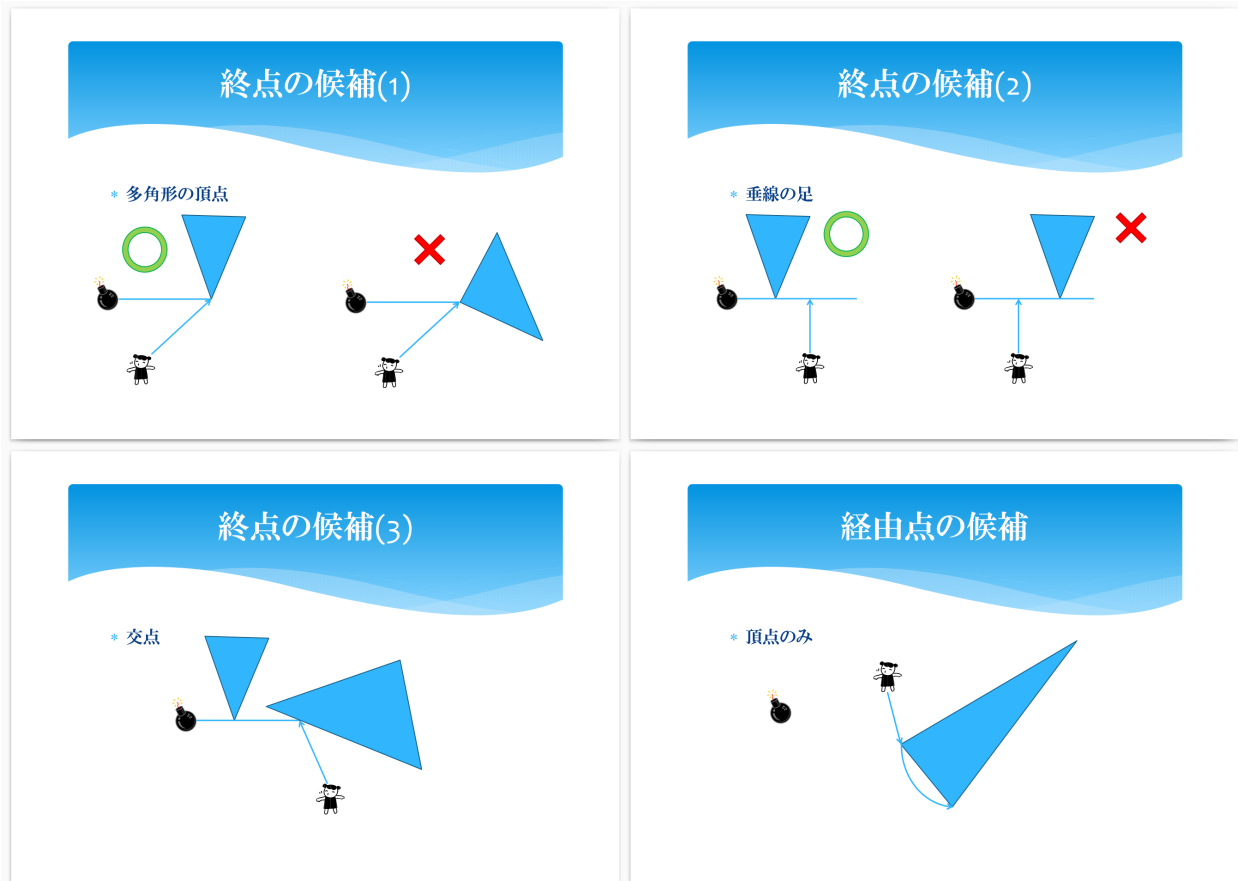 終点の候補(1)
* 多角形の頂点
終点の候補(2)
* 垂線の足
終点の候補(3)
* 交点
経由点の候補
* 頂点のみ